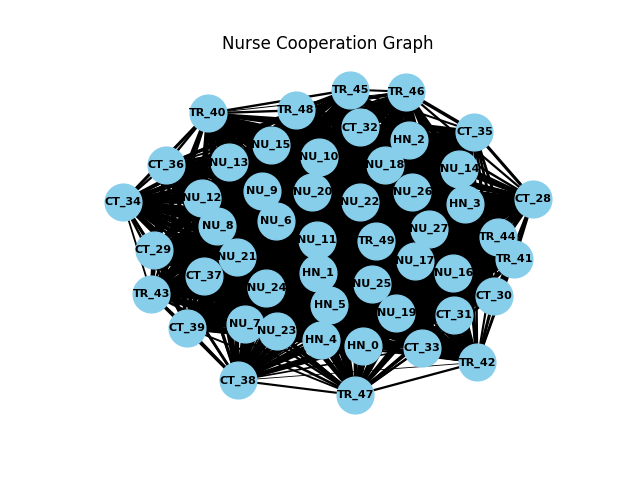 Nurse Cooperation Graph
TR_45
TR_46
TR_48
TR_40
CT_32
CT_35
HN_2
NU_15
NU_10
NU_13
CT_36
NU_18
NU_14
NU_9
NU_20
NU_26
NU_12
CT_34
NU_22
HN_3
CT_28
NU_6
NU_8
NU_27
TR_44
NU_11
TR_49
CT_29
NU_21
NU_17
TR_41
CT_37
HN_1
NU_16
NU_25
NU_24
TR_43
CT_30
HN_5
NU_19
CT_31
NU_7
CT_39
NU_23
HN_4
HN_0
CT_33
TR_42
CT_38
TR_47